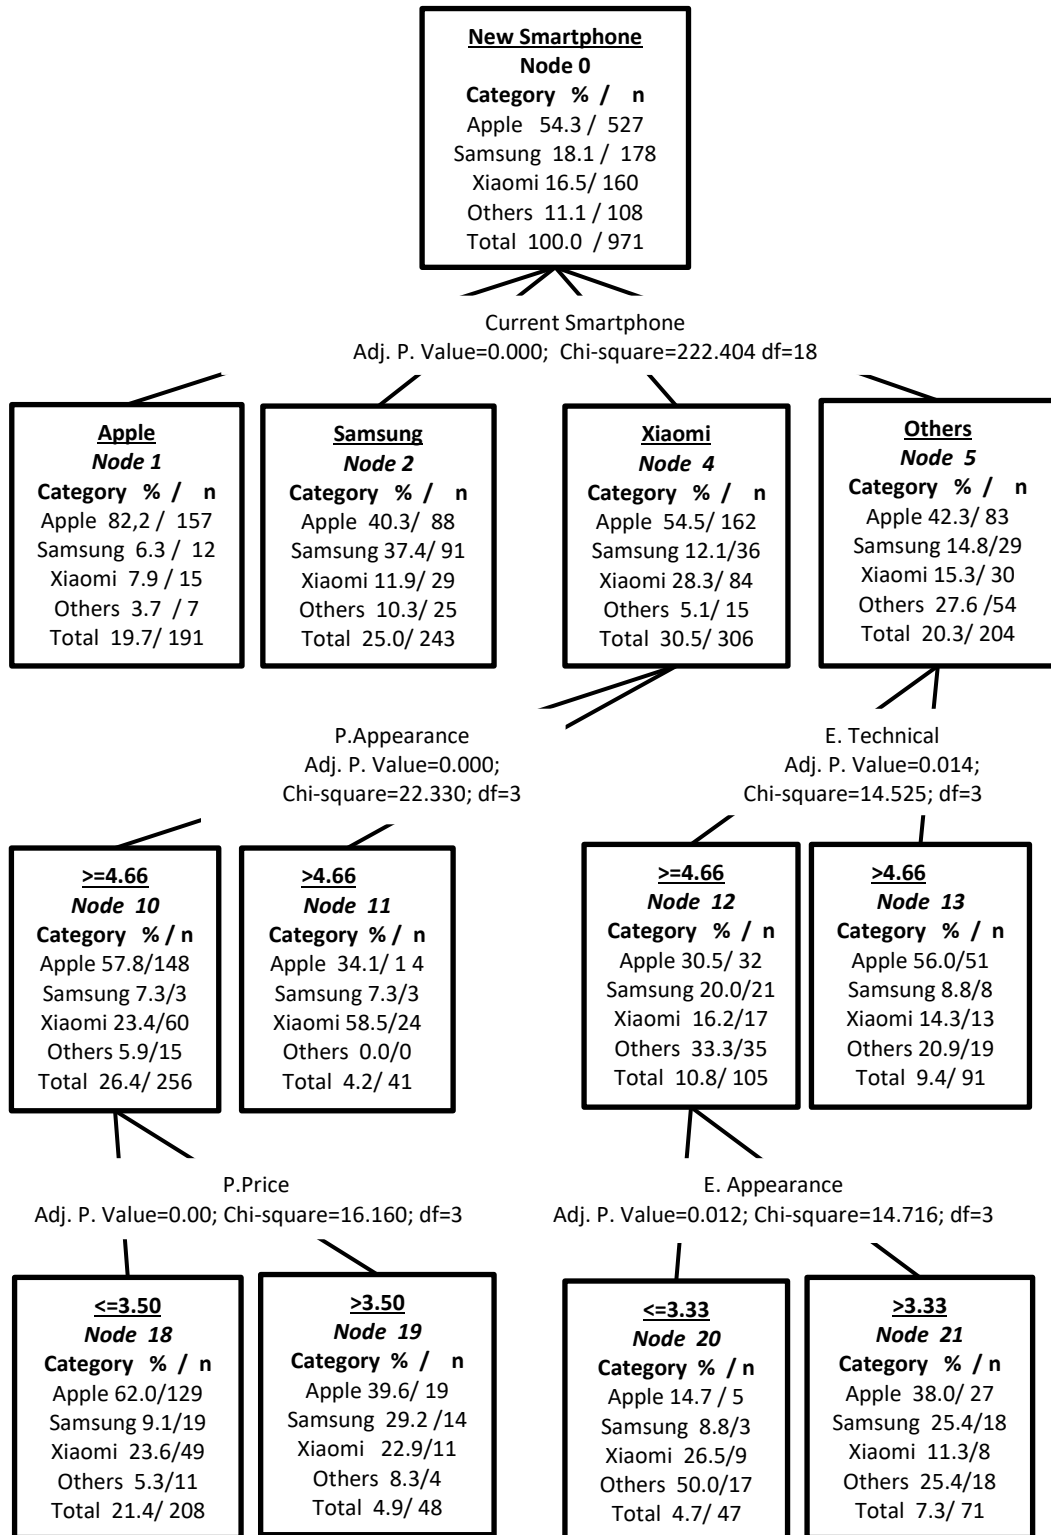 New Smartphone
Node 0
Category % / n
Apple 54.3 / 527
Samsung 18.1 / 178
Xiaomi 16.5/ 160
Others 11.1 / 108
Total 100.0 / 971
Current Smartphone
Adj. P. Value=0.000; Chi-square=222.404 df=18
Apple
Node 1
Category % / n
Apple 82,2 / 157
Samsung 6.3 / 12
Xiaomi 7.9 / 15
Others 3.7 / 7
Total 19.7/ 191
Samsung
Node 2
Category % / n
Apple 40.3/ 88
Samsung 37.4/ 91
Xiaomi 11.9/ 29
Others 10.3/ 25
Total 25.0/ 243
Xiaomi
Node 4
Category % / n
Apple 54.5/ 162
Samsung 12.1/36
Xiaomi 28.3/ 84
Others 5.1/ 15
Total 30.5/ 306
Others
Node 5
Category % / n
Apple 42.3/ 83
Samsung 14.8/29
Xiaomi 15.3/ 30
Others 27.6 /54
Total 20.3/ 204
P.Appearance
Adj. P. Value=0.000;
Chi-square=22.330; df=3
E. Technical
Adj. P. Value=0.014;
Chi-square=14.525; df=3
>=4.66
Node 10
Category % / n
Apple 57.8/148
Samsung 7.3/3
Xiaomi 23.4/60
Others 5.9/15
Total 26.4/ 256
>4.66
Node 11
Category % / n
Apple 34.1/ 1 4
Samsung 7.3/3
Xiaomi 58.5/24
Others 0.0/0
Total 4.2/ 41
>=4.66
Node 12
Category % / n
Apple 30.5/ 32
Samsung 20.0/21
Xiaomi 16.2/17
Others 33.3/35
Total 10.8/ 105
>4.66
Node 13
Category % / n
Apple 56.0/51
Samsung 8.8/8
Xiaomi 14.3/13
Others 20.9/19
Total 9.4/ 91
P.Price
Adj. P. Value=0.00; Chi-square=16.160; df=3
E. Appearance
Adj. P. Value=0.012; Chi-square=14.716; df=3
<=3.50
Node 18
Category % / n
Apple 62.0/129
Samsung 9.1/19
Xiaomi 23.6/49
Others 5.3/11
Total 21.4/ 208
>3.50
Node 19
Category % / n
Apple 39.6/ 19
Samsung 29.2 /14
Xiaomi 22.9/11
Others 8.3/4
Total 4.9/ 48
<=3.33
Node 20
Category % / n
Apple 14.7 / 5
Samsung 8.8/3
Xiaomi 26.5/9
Others 50.0/17
Total 4.7/ 47
>3.33
Node 21
Category % / n
Apple 38.0/ 27
Samsung 25.4/18
Xiaomi 11.3/8
Others 25.4/18
Total 7.3/ 71